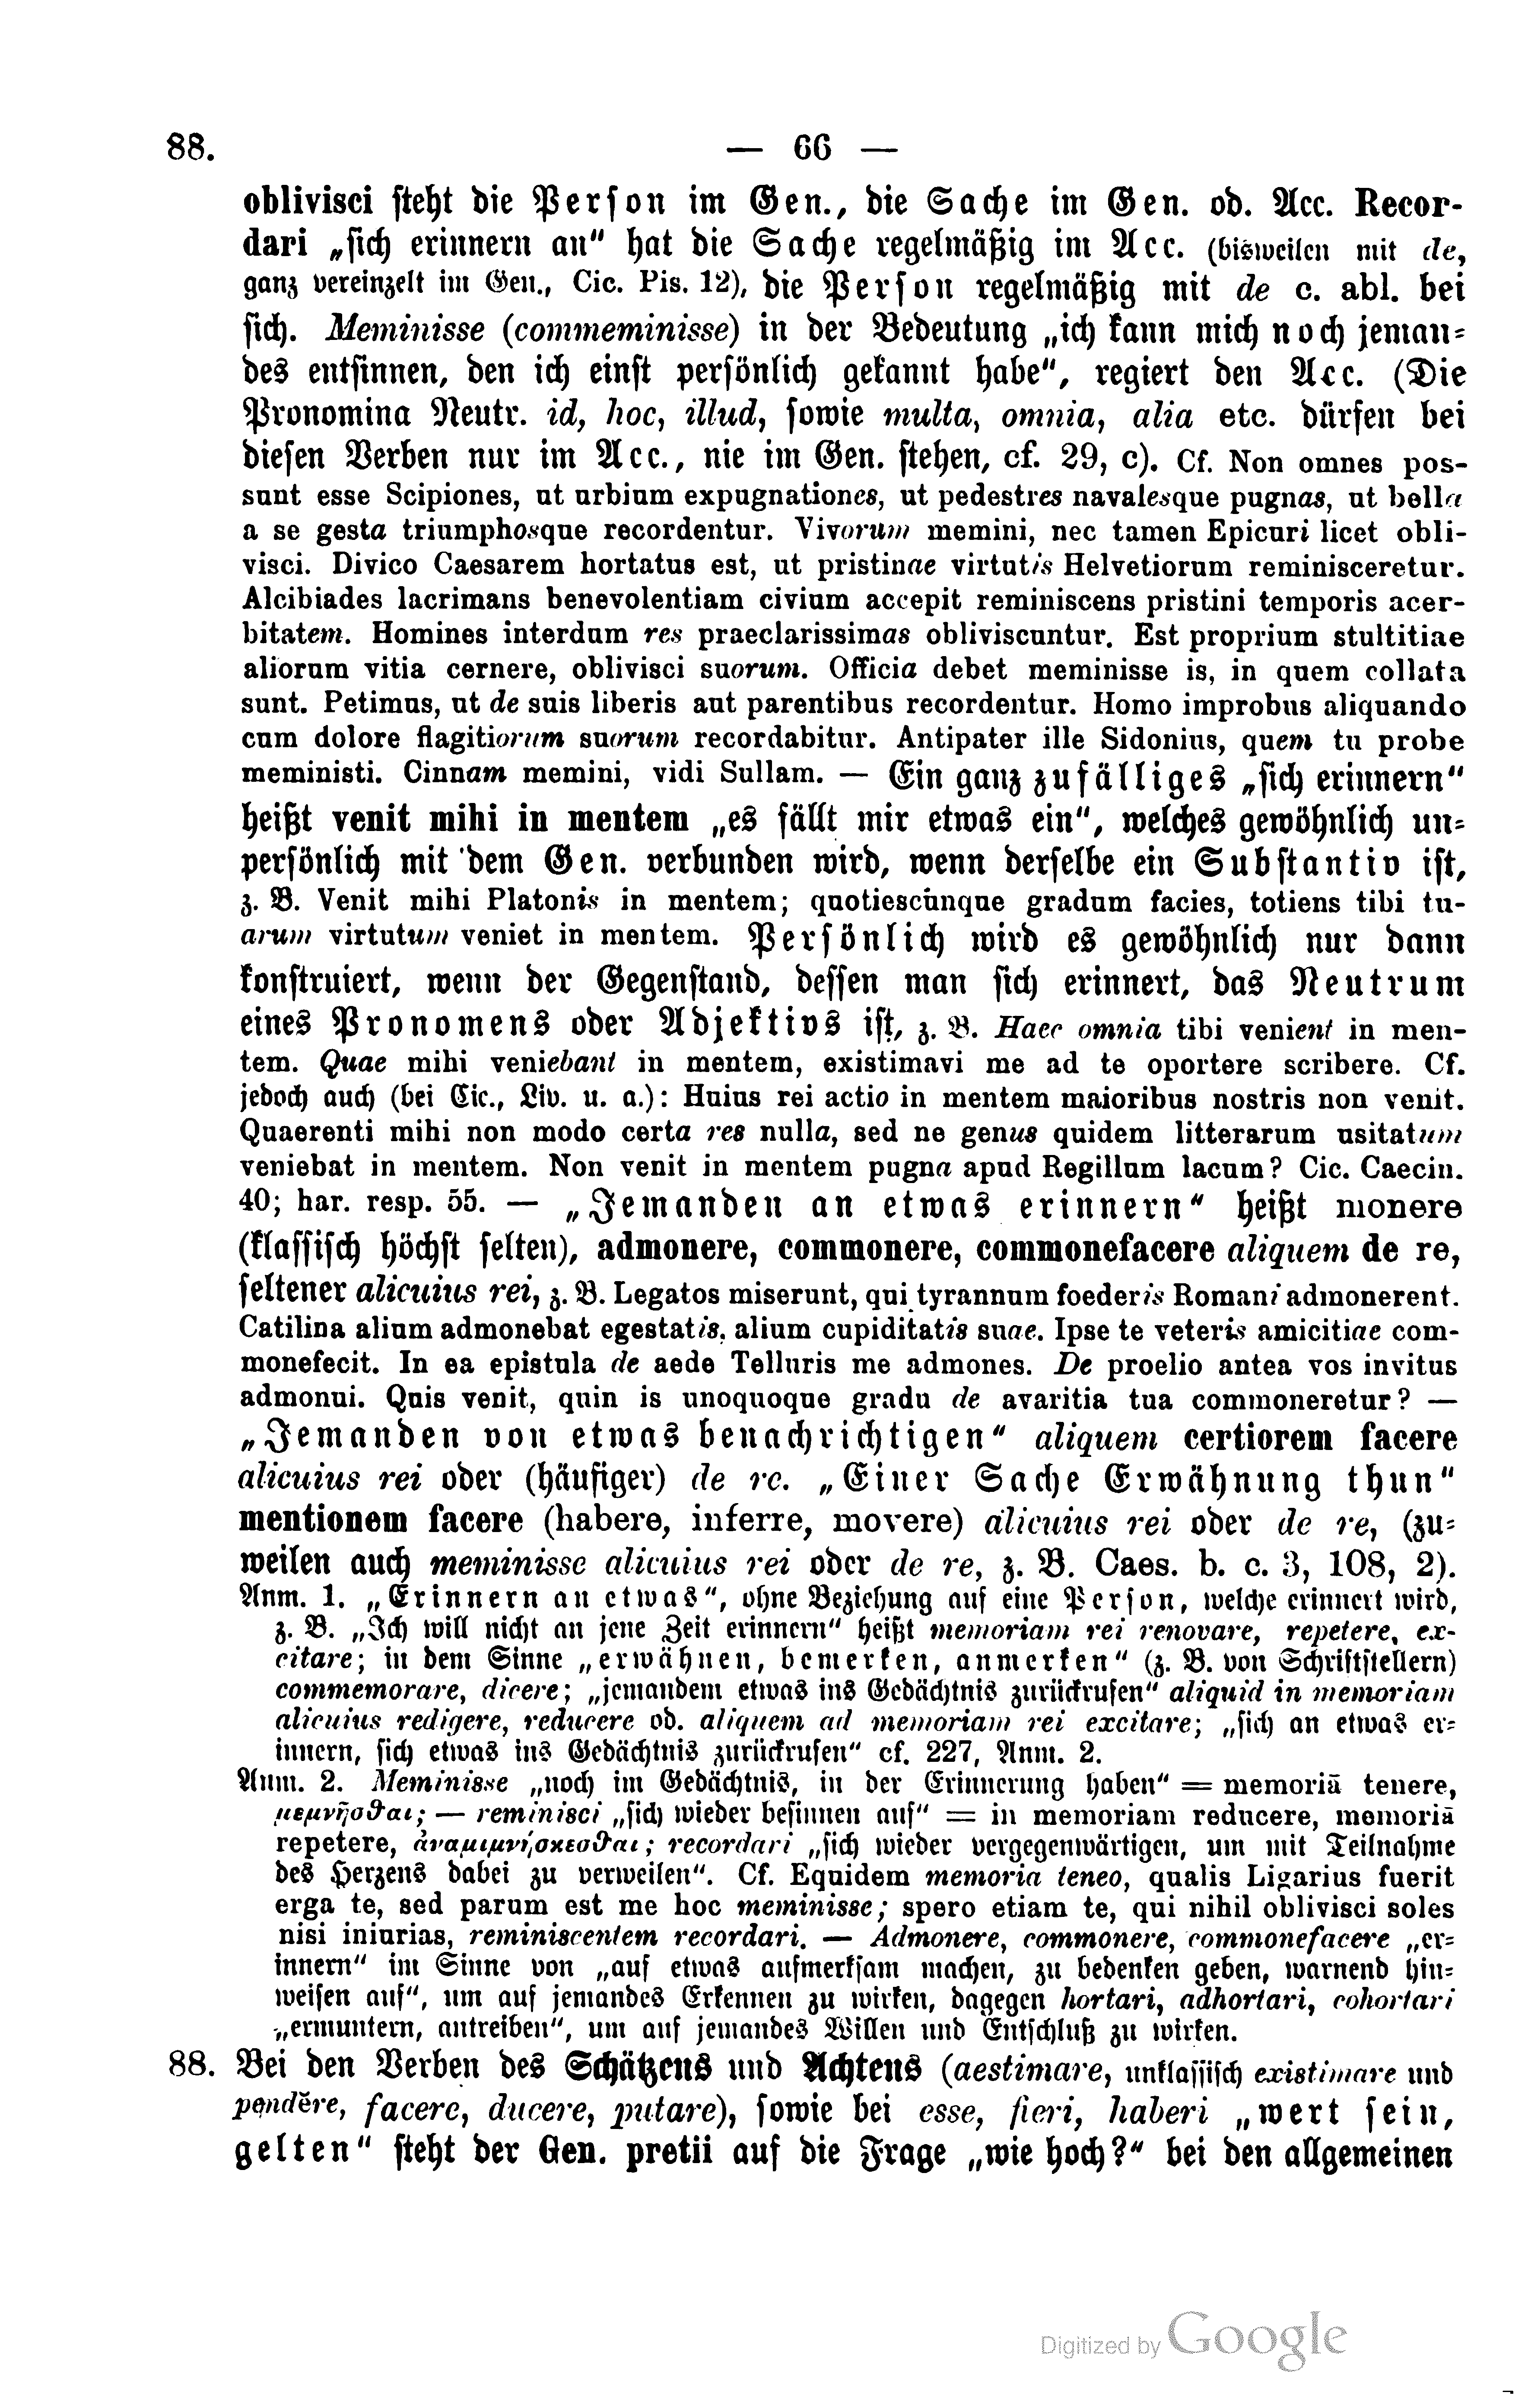 88.
— 66 —
oblivisci steht die Person im Gen., die Sache im Gen. od. Acc. Recor-
dari „sich erinnern an“ hat die Sache regelmäßig im Acc. (bisweilen mit de,
ganz vereinzelt im Gen., Cic. Pis. 12), die Person regelmäßig mit de c. abl. bei
sich. Meminisse (commeminisse) in der Bedeutung „ich kann mich noch jeman-
des entsinnen, den ich einst persönlich gekannt habe“, regiert den Acc. (Die
Pronomina Neutr. id, hoc, illud, sowie multa, omnia, alia etc. dürfen bei
diesen Verben nur im Acc., nie im Gen. stehen, cf. 29, c). Cf. Non omnes pos-
sunt esse Scipiones, ut urbium expugnationes, ut pedestres navalesque pugnas, ut bella
a se gesta triumphosque recordentur. Vivorum memini, nec tamen Epicuri licet obli-
visci. Divico Caesarem hortatus est, ut pristinae virtutis Helvetiorum reminisceretur.
Alcibiades lacrimans benevolentiam civium accepit reminiscens pristini temporis acer-
bitatem. Homines interdum res praeclarissimas obliviscuntur. Est proprium stultitiae
aliorum vitia cernere, oblivisci suorum. Officia debet meminisse is, in quem collata
sunt. Petimus, ut de suis liberis aut parentibus recordentur. Homo improbus aliquando
cum dolore flagitiorum suorum recordabitur. Antipater ille Sidonius, quem tu probe
meministi. Cinnam memini, vidi Sullam. — Ein ganz zufälliges „sich erinnern“
heißt venit mihi in mentem „es fällt mir etwas ein“, welches gewöhnlich un-
persönlich mit dem Gen. verbunden wird, wenn derselbe ein Substantiv ist,
z. B. Venit mihi Platonis in mentem; quotiescunque gradum facies, totiens tibi tu-
arum virtutum veniet in mentem. Persönlich wird es gewöhnlich nur dann
konstruiert, wenn der Gegenstand, dessen man sich erinnert, das Neutrum
eines Pronomens oder Adjektivs ist, z. B. Haec omnia tibi venient in men-
tem. Quae mihi veniebant in mentem, existimavi me ad te oportere scribere. Cf.
jedoch auch (bei Cic., Liv. u. a.): Huius rei actio in mentem maioribus nostris non venit.
Quaerenti mihi non modo certa res nulla, sed ne genus quidem litterarum usitatum
veniebat in mentem. Non venit in mentem pugna apud Regillum lacum? Cic. Caecin.
40; har. resp. 55. — „Jemanden an etwas erinnern“ heißt monere
(klassisch höchst selten), admonere, commonere, commonefacere aliquem de re,
seltener alicuius rei, z. B. Legatos miserunt, qui tyrannum foederis Romani admonerent.
Catilina alium admonebat egestatis, alium cupiditatis suae. Ipse te veteris amicitiae com-
monefecit. In ea epistula de aede Telluris me admones. De proelio antea vos invitus
admonui. Quis venit, quin is unoquoque gradu de avaritia tua commoneretur? —
„Jemanden von etwas benachrichtigen“ aliquem certiorem facere
alicuius rei oder (häufiger) de re. „Einer Sache Erwähnung thun“
mentionem facere (habere, inferre, movere) alicuius rei oder de re, (zu-
weilen auch meminisse alicuius rei oder de re, z. B. Caes. b. c. 3, 108, 2).
Anm. 1. „Erinnern an etwas“, ohne Beziehung auf eine Person, welche erinnert wird,
z. B. „Ich will nicht an jene Zeit erinnern“ heißt memoriam rei renovare, repetere, ex-
citare; in dem Sinne „erwähnen, bemerken, anmerken“ (z. B. von Schriftstellern)
commemorare, dicere; „jemandem etwas ins Gedächtnis zurückrufen“ aliquid in memoriam
alicuius redigere, reducere od. aliquem ad memoriam rei excitare; „sich an etwas er-
innern, sich etwas ins Gedächtnis zurückrufen“ cf. 227, Anm. 2.
Anm. 2. Meminisse „noch im Gedächtnis, in der Erinnerung haben“ = memoriā tenere,
μεμνῆσθαι; — reminisci „sich wieder besinnen auf“ = in memoriam reducere, memoriā
repetere, ἀναμιμνήσκεσθαι; recordari „sich wieder vergegenwärtigen, um mit Teilnahme
des Herzens dabei zu verweilen“. Cf. Equidem memoria teneo, qualis Ligarius fuerit
erga te, sed parum est me hoc meminisse; spero etiam te, qui nihil oblivisci soles
nisi iniurias, reminiscentem recordari. — Admonere, commonere, commonefacere „er-
innern“ im Sinne von „auf etwas aufmerksam machen, zu bedenken geben, warnend hin-
weisen auf“, um auf jemandes Erkennen zu wirken, dagegen hortari, adhortari, cohortari
„ermuntern, antreiben“, um auf jemandes Willen und Entschluß zu wirken.
88. Bei den Verben des Schätzens und Achtens (aestimare, unklassisch existimare und
pendĕre, facere, ducere, putare), sowie bei esse, fieri, haberi „wert sein,
gelten“ steht der Gen. pretii auf die Frage „wie hoch?“ bei den allgemeinen
Digitized by Google